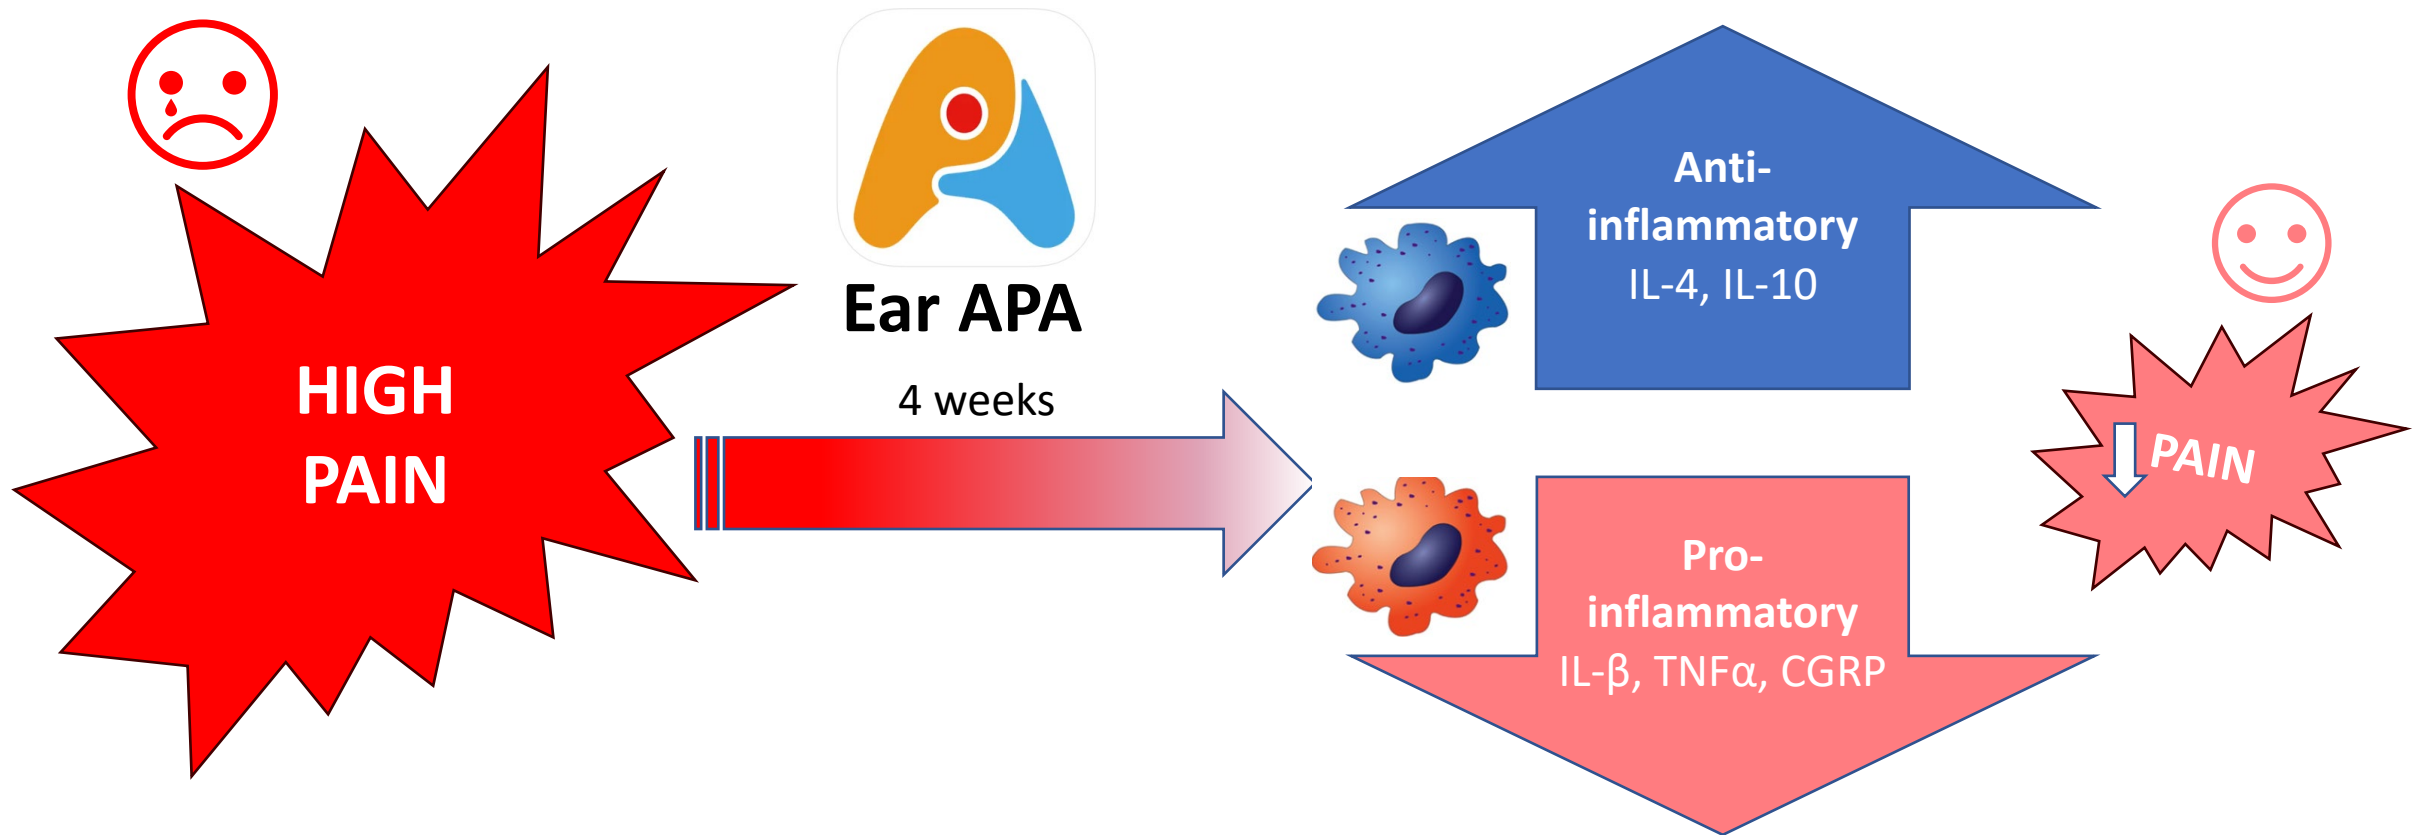 HIGH
PAIN
Ear APA
4 weeks
Anti-
inflammatory
IL-4, IL-10
Pro-
inflammatory
IL-β, TNFα, CGRP
PAIN